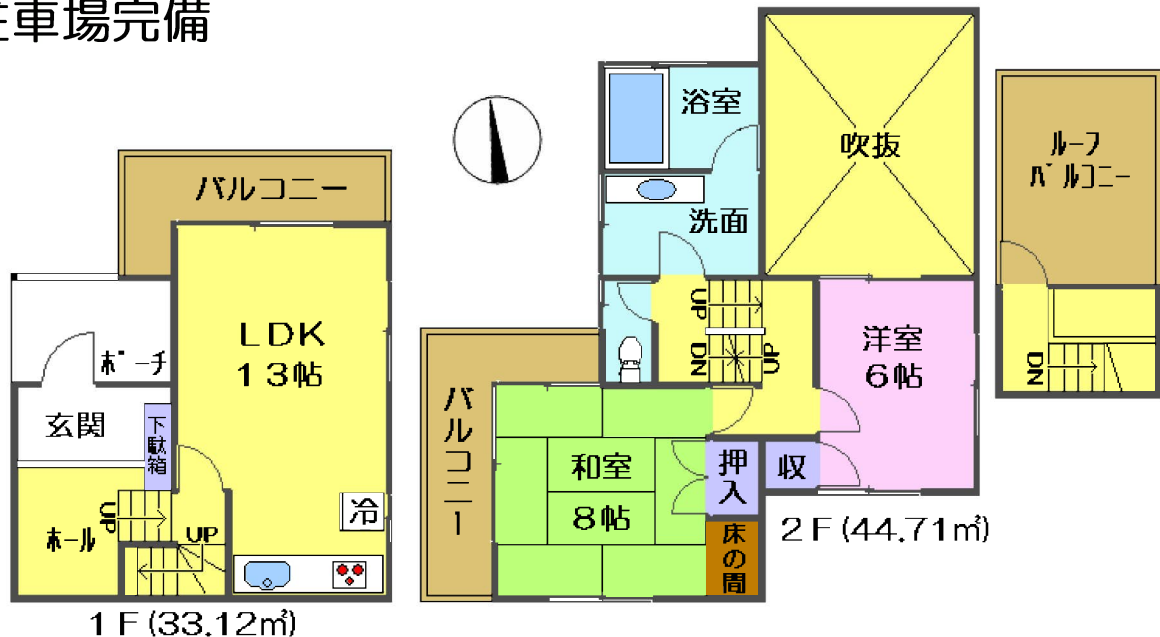 車場完備
バルコニー
LDK
13帖
ポーチ
玄関
下駄箱
ホール
UP
UP
冷
1F(33.12㎡)
浴室
洗面
吹抜
UP
DN
UP
洋室
6帖
バルコニー
和室
8帖
押入
収
床の間
2F(44.71㎡)
ルーフ
バルコニー
DN